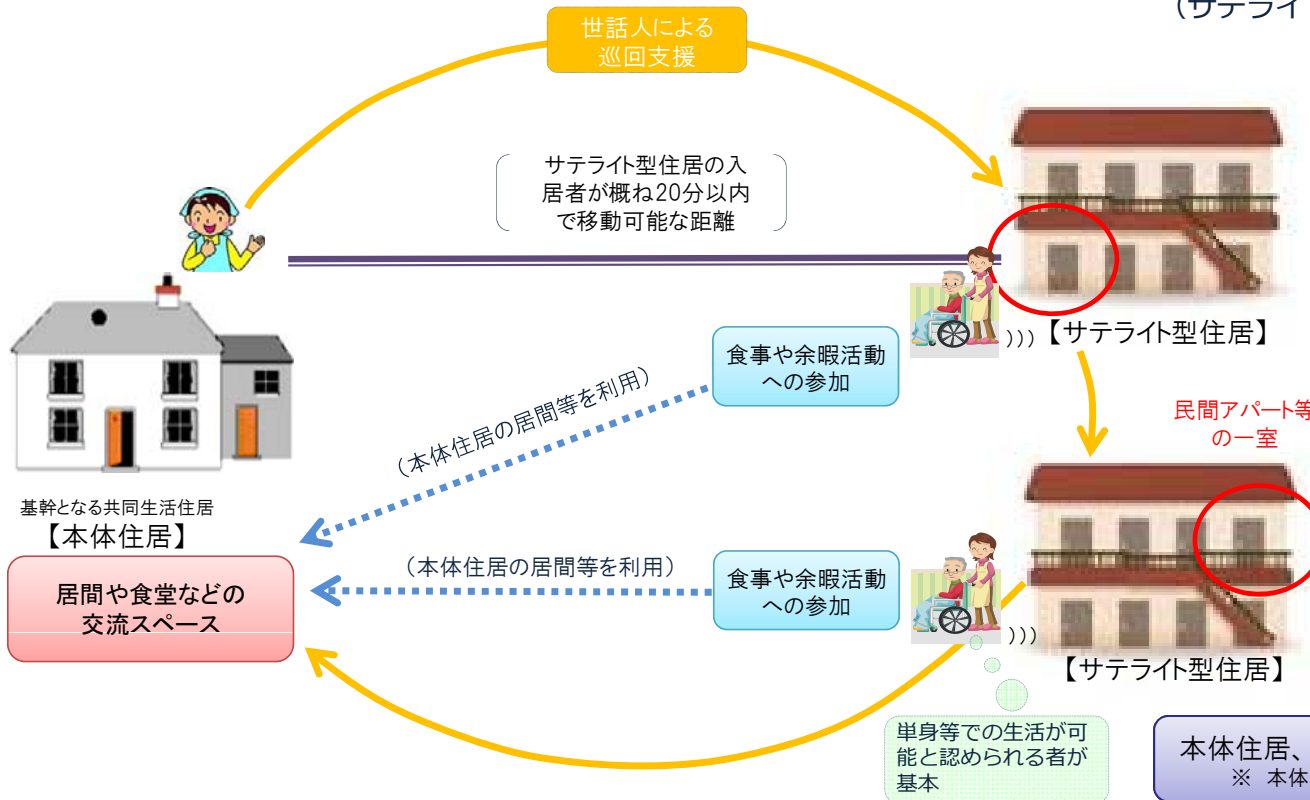 （サテライ
世話人による
巡回支援
サテライト型住居の入
居者が概ね20分以内
で移動可能な距離
))) 【サテライト型住居】
食事や余暇活動
への参加
（本体住居の居間等を利用）
民間アパート等
の一室
基幹となる共同生活住居
【本体住居】
居間や食堂などの
交流スペース
（本体住居の居間等を利用）
食事や余暇活動
への参加
)))
【サテライト型住居】
単身等での生活が可
能と認められる者が
基本
本体住居、
※ 本体